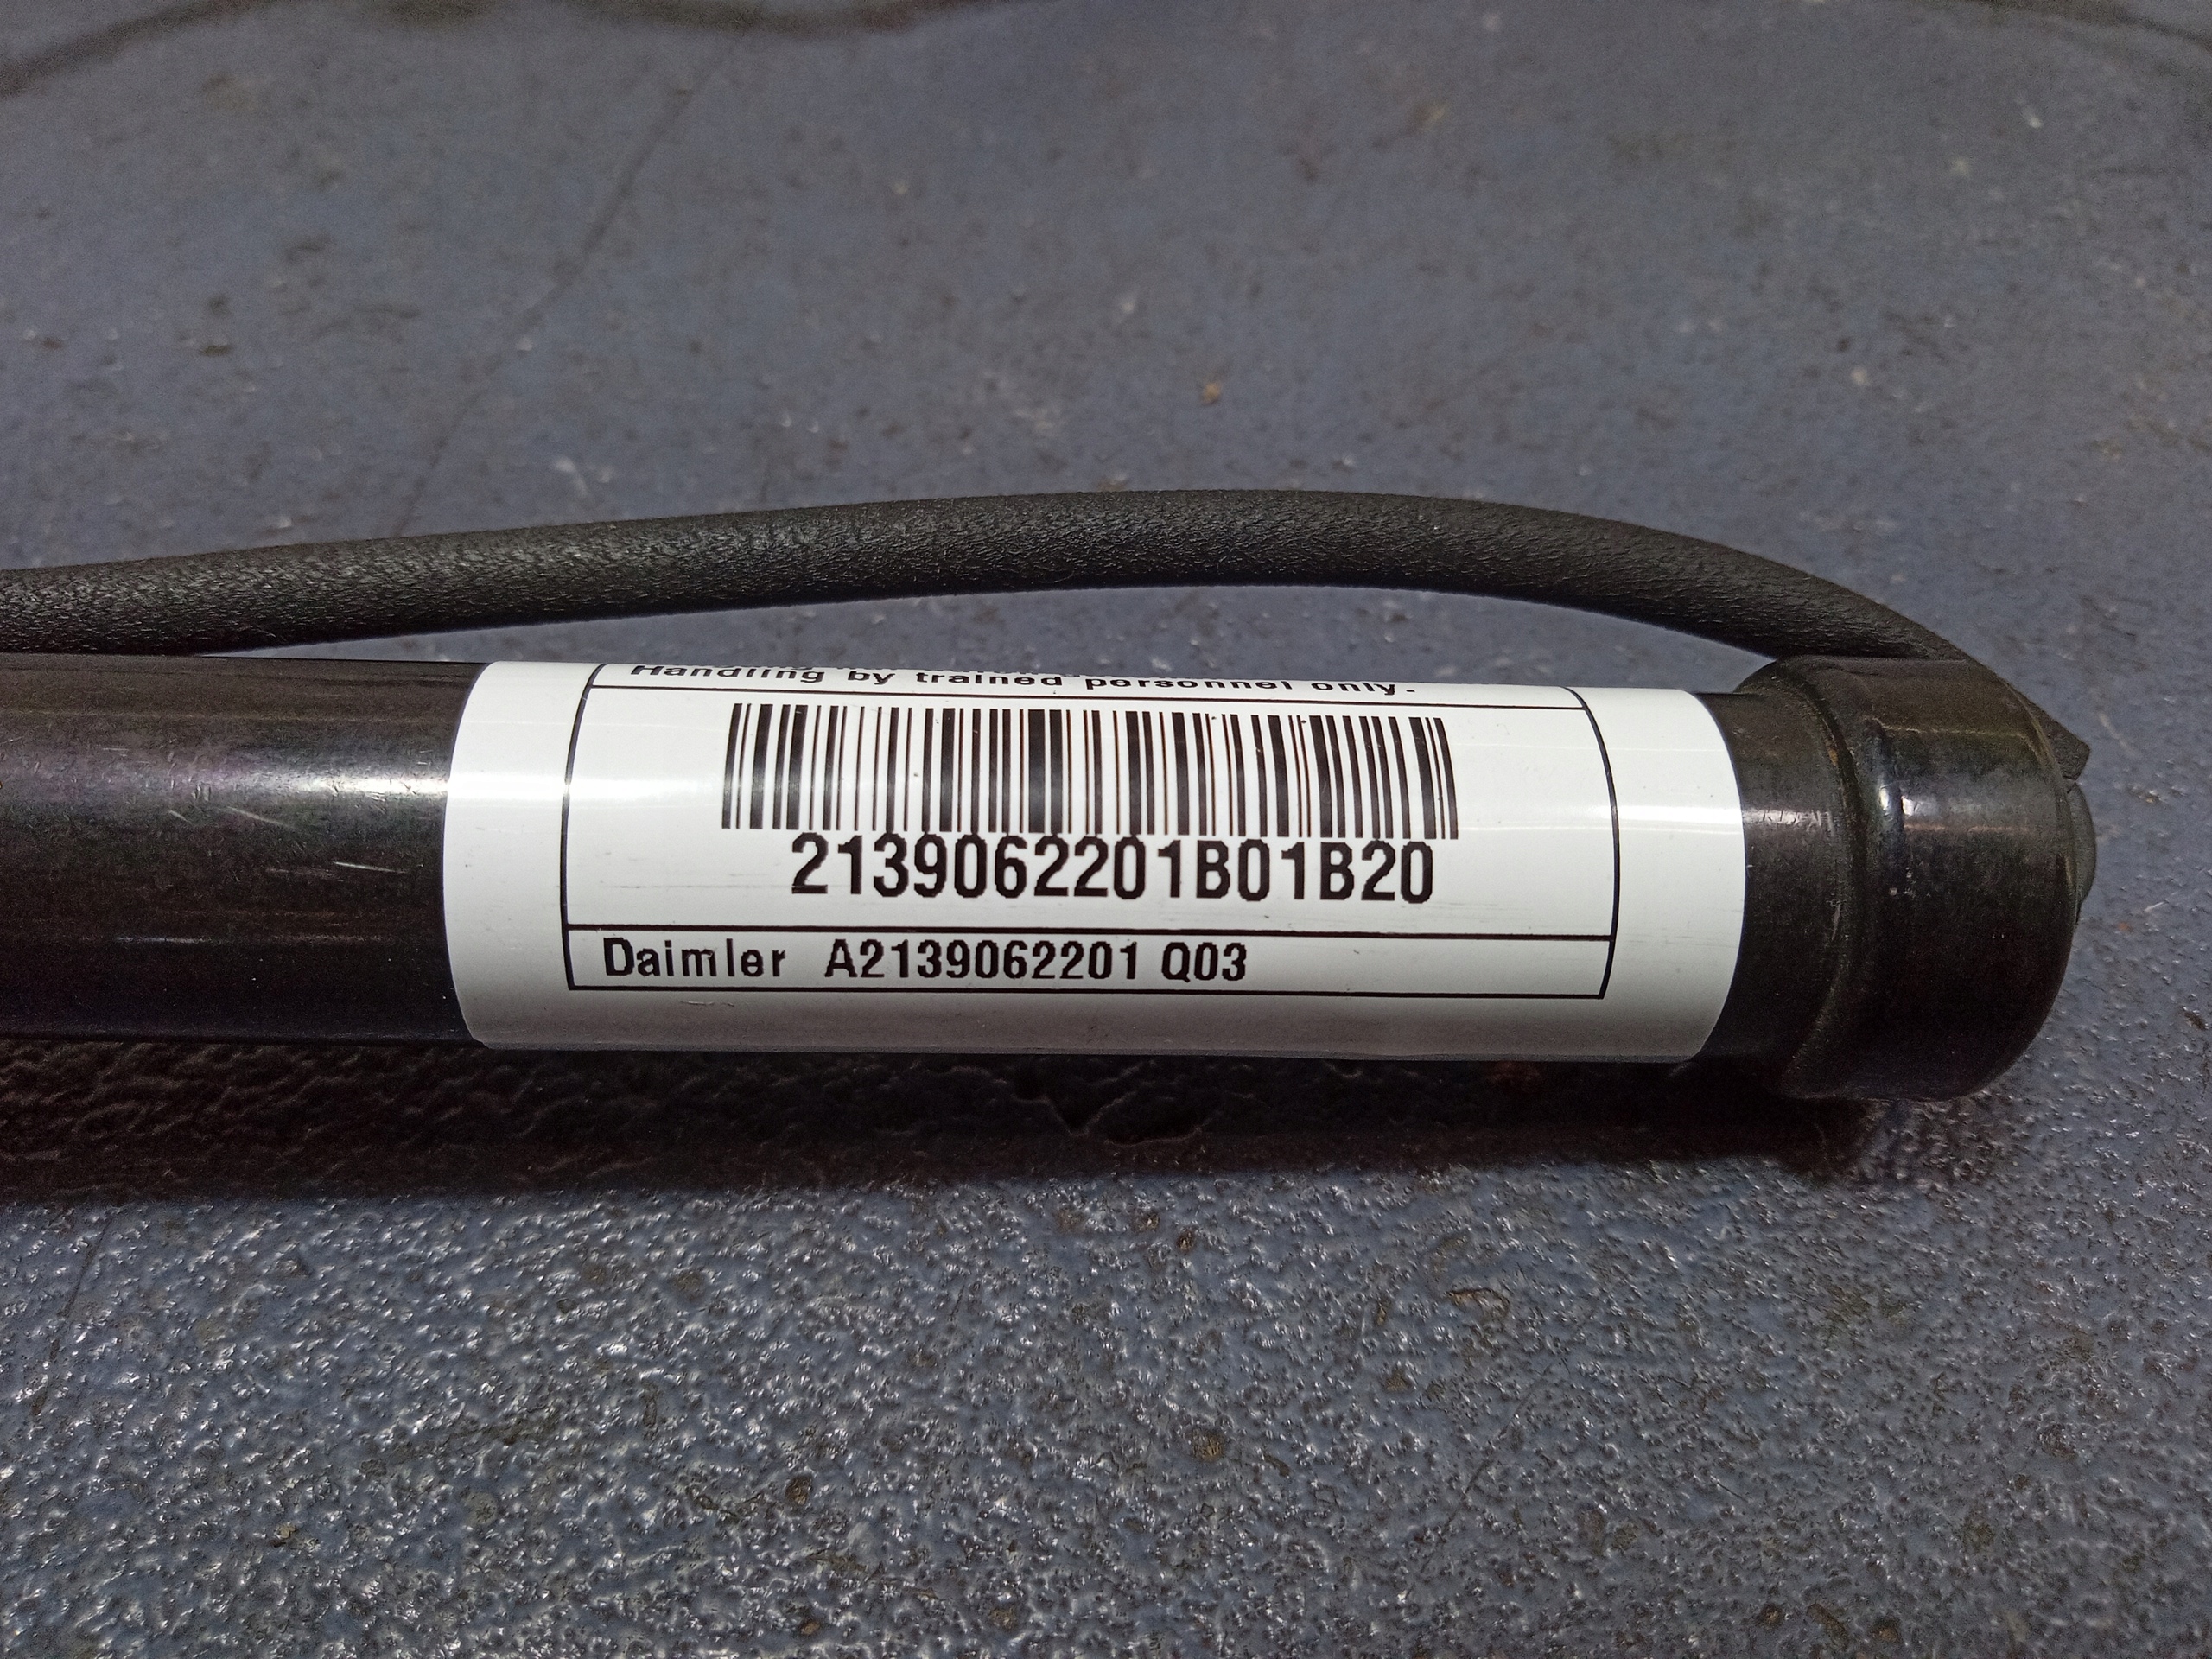 Handling by trained personnel only.
2139062201B01B20
Daimler A2139062201 Q03